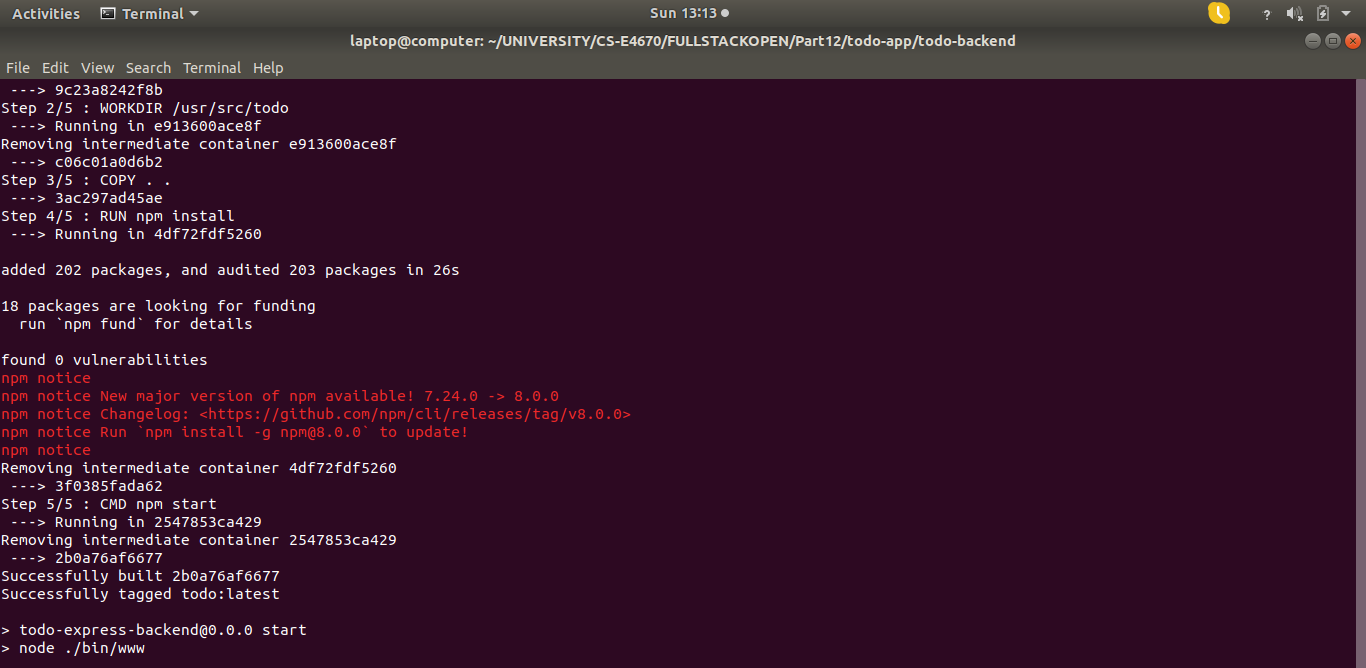 Activities Terminal Sun 13:13 ?
laptop@computer: ~/UNIVERSITY/CS-E4670/FULLSTACKOPEN/Part12/todo-app/todo-backend
File Edit View Search Terminal Help
 ---> 9c23a8242f8b
Step 2/5 : WORKDIR /usr/src/todo
 ---> Running in e913600ace8f
Removing intermediate container e913600ace8f
 ---> c06c01a0d6b2
Step 3/5 : COPY . .
 ---> 3ac297ad45ae
Step 4/5 : RUN npm install
 ---> Running in 4df72fdf5260
added 202 packages, and audited 203 packages in 26s
18 packages are looking for funding
  run `npm fund` for details
found 0 vulnerabilities
npm notice
npm notice New major version of npm available! 7.24.0 -> 8.0.0
npm notice Changelog: <https://github.com/npm/cli/releases/tag/v8.0.0>
npm notice Run `npm install -g npm@8.0.0` to update!
npm notice
Removing intermediate container 4df72fdf5260
 ---> 3f0385fada62
Step 5/5 : CMD npm start
 ---> Running in 2547853ca429
Removing intermediate container 2547853ca429
 ---> 2b0a76af6677
Successfully built 2b0a76af6677
Successfully tagged todo:latest
> todo-express-backend@0.0.0 start
> node ./bin/www